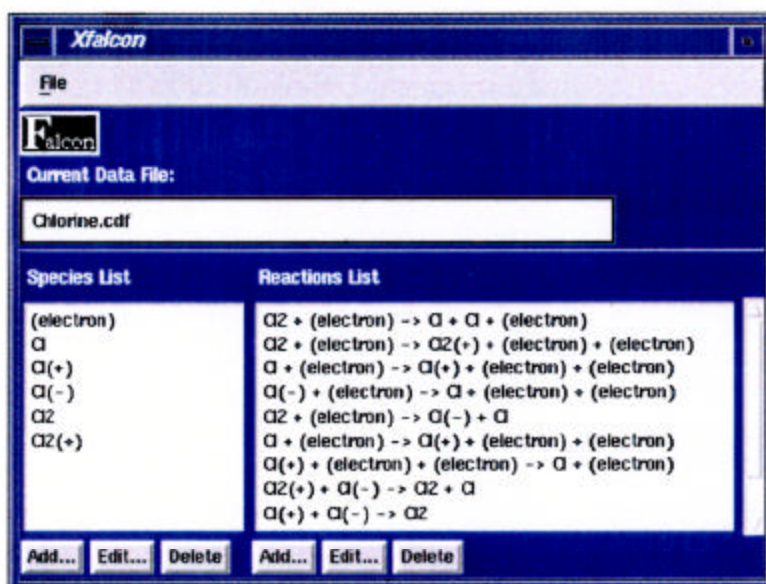 Xfalcon
File
Falcon
Current Data File:
Chlorine.cdf
Species List
(electron)
Cl
Cl(+)
Cl(-)
Cl2
Cl2(+)
Reactions List
Cl2 + (electron) -> Cl + Cl + (electron)
Cl2 + (electron) -> Cl2(+) + (electron) + (electron)
Cl + (electron) -> Cl(+) + (electron) + (electron)
Cl(-) + (electron) -> Cl + (electron) + (electron)
Cl2 + (electron) -> Cl(-) + Cl
Cl + (electron) -> Cl(+) + (electron) + (electron)
Cl(+) + (electron) + (electron) -> Cl + (electron)
Cl2(+) + Cl(-) -> Cl2 + Cl
Cl(+) + Cl(-) -> Cl2
Add... Edit... Delete Add... Edit... Delete